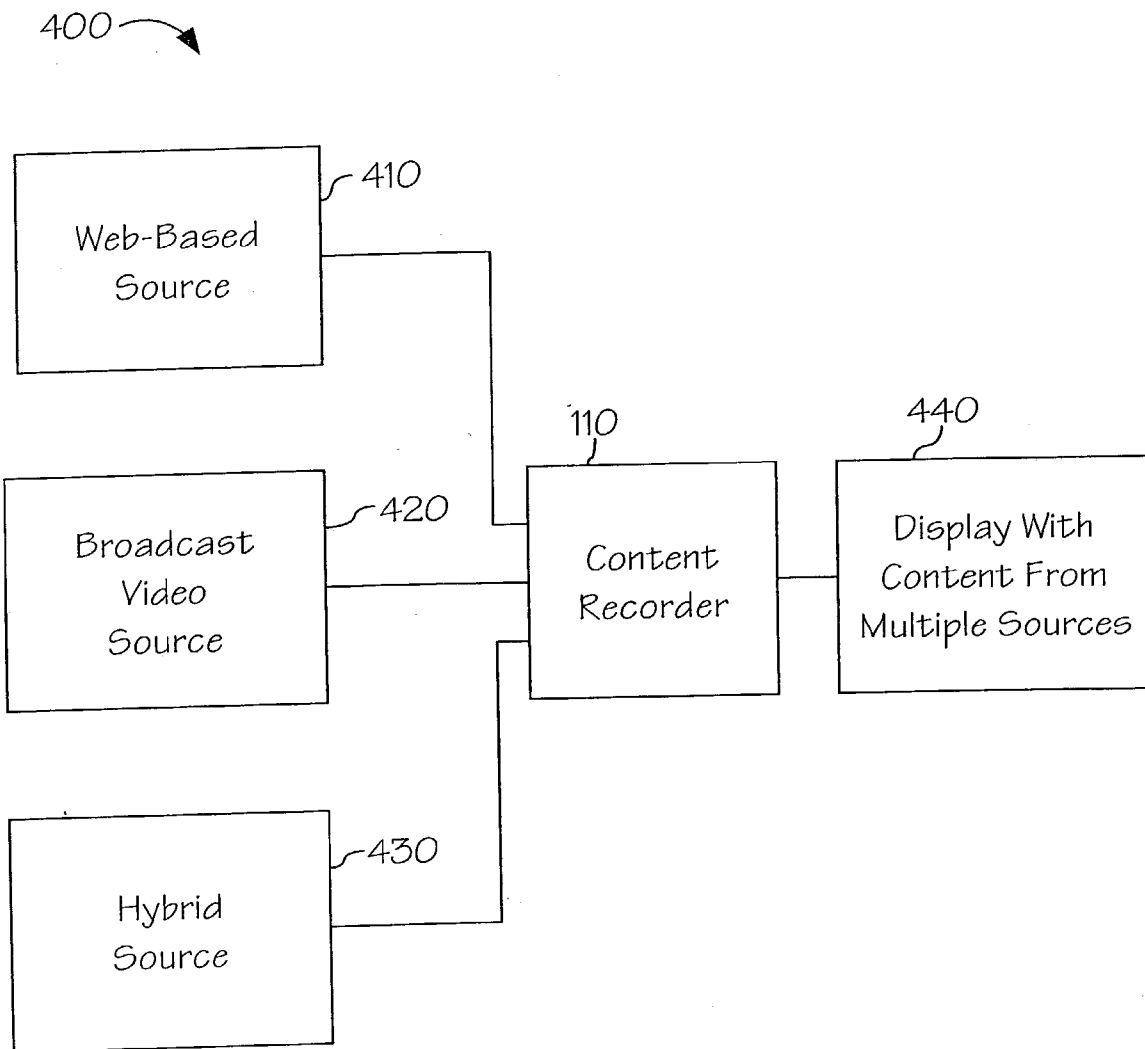 400
410
Web-Based
Source
420
Broadcast
Video
Source
110
Content
Recorder
440
Display With
Content From
Multiple Sources
430
Hybrid
Source